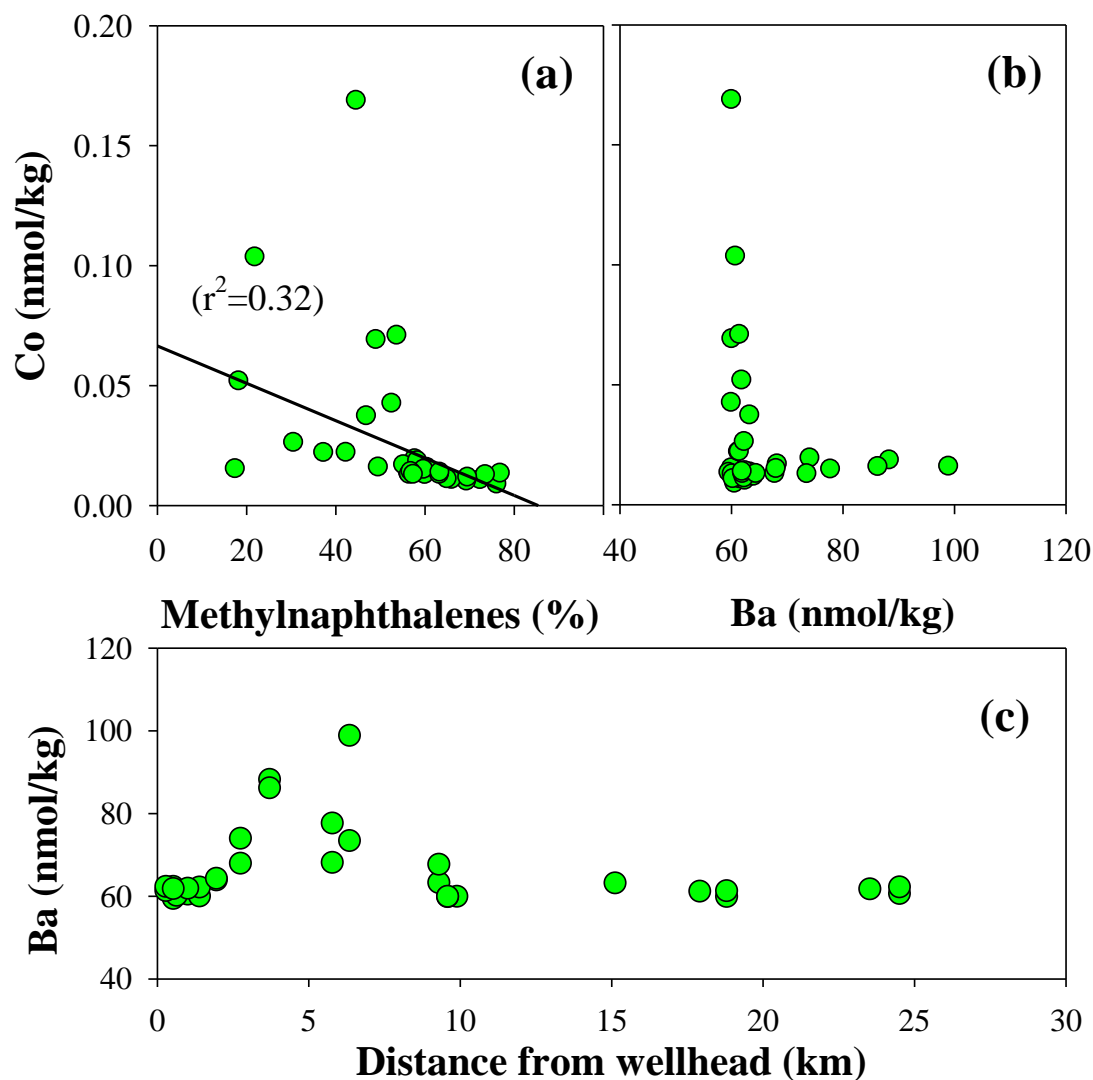 0.20
0.15
0.10
0.05
0.00
Co (nmol/kg)
(a)
(r²=0.32)
0 20 40 60 80
Methylnaphthalenes (%)
(b)
40 60 80 100 120
Ba (nmol/kg)
120
100
80
60
40
Ba (nmol/kg)
(c)
0 5 10 15 20 25 30
Distance from wellhead (km)